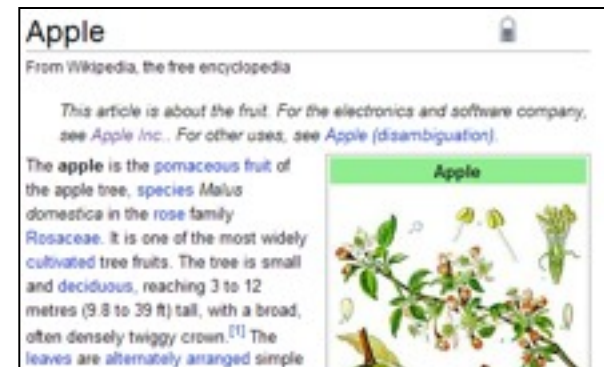 Apple
From Wikipedia, the free encyclopedia
This article is about the fruit. For the electronics and software company,
see Apple Inc.. For other uses, see Apple (disambiguation).
The apple is the pomaceous fruit of
the apple tree, species Malus
domestica in the rose family
Rosaceae. It is one of the most widely
cultivated tree fruits. The tree is small
and deciduous, reaching 3 to 12
metres (9.8 to 39 ft) tall, with a broad,
often densely twiggy crown.[1] The
leaves are alternately arranged simple
Apple